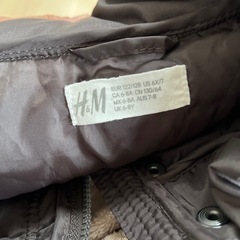 H&M
EUR 122/128 US 6X/7
CA 6-8A CN 130/64
MX 6-8A AUS 7-8
UK 6-8Y